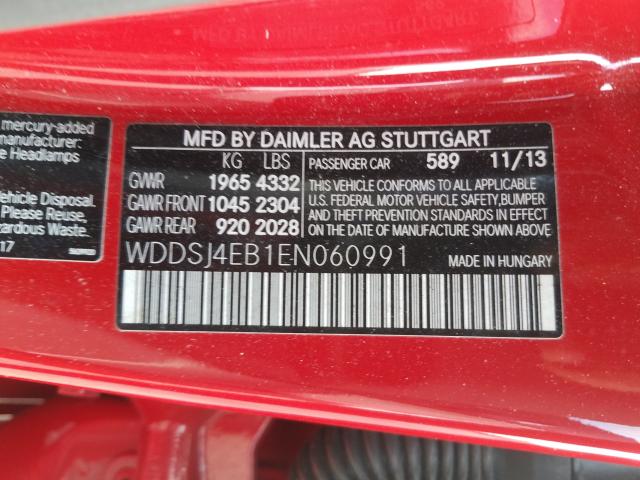 mercury-added
manufacturer:
Headlamps
Vehicle Disposal.
Please Reuse,
Hazardous Waste.
17
MFD BY DAIMLER AG STUTTGART
KG LBS PASSENGER CAR 589 11/13
GVWR 1965 4332
GAWR FRONT 1045 2304
GAWR REAR 920 2028
THIS VEHICLE CONFORMS TO ALL APPLICABLE
U.S. FEDERAL MOTOR VEHICLE SAFETY,BUMPER
AND THEFT PREVENTION STANDARDS IN EFFECT
ON THE DATE OF MANUFACTURE SHOWN ABOVE.
WDDSJ4EB1EN060991 MADE IN HUNGARY